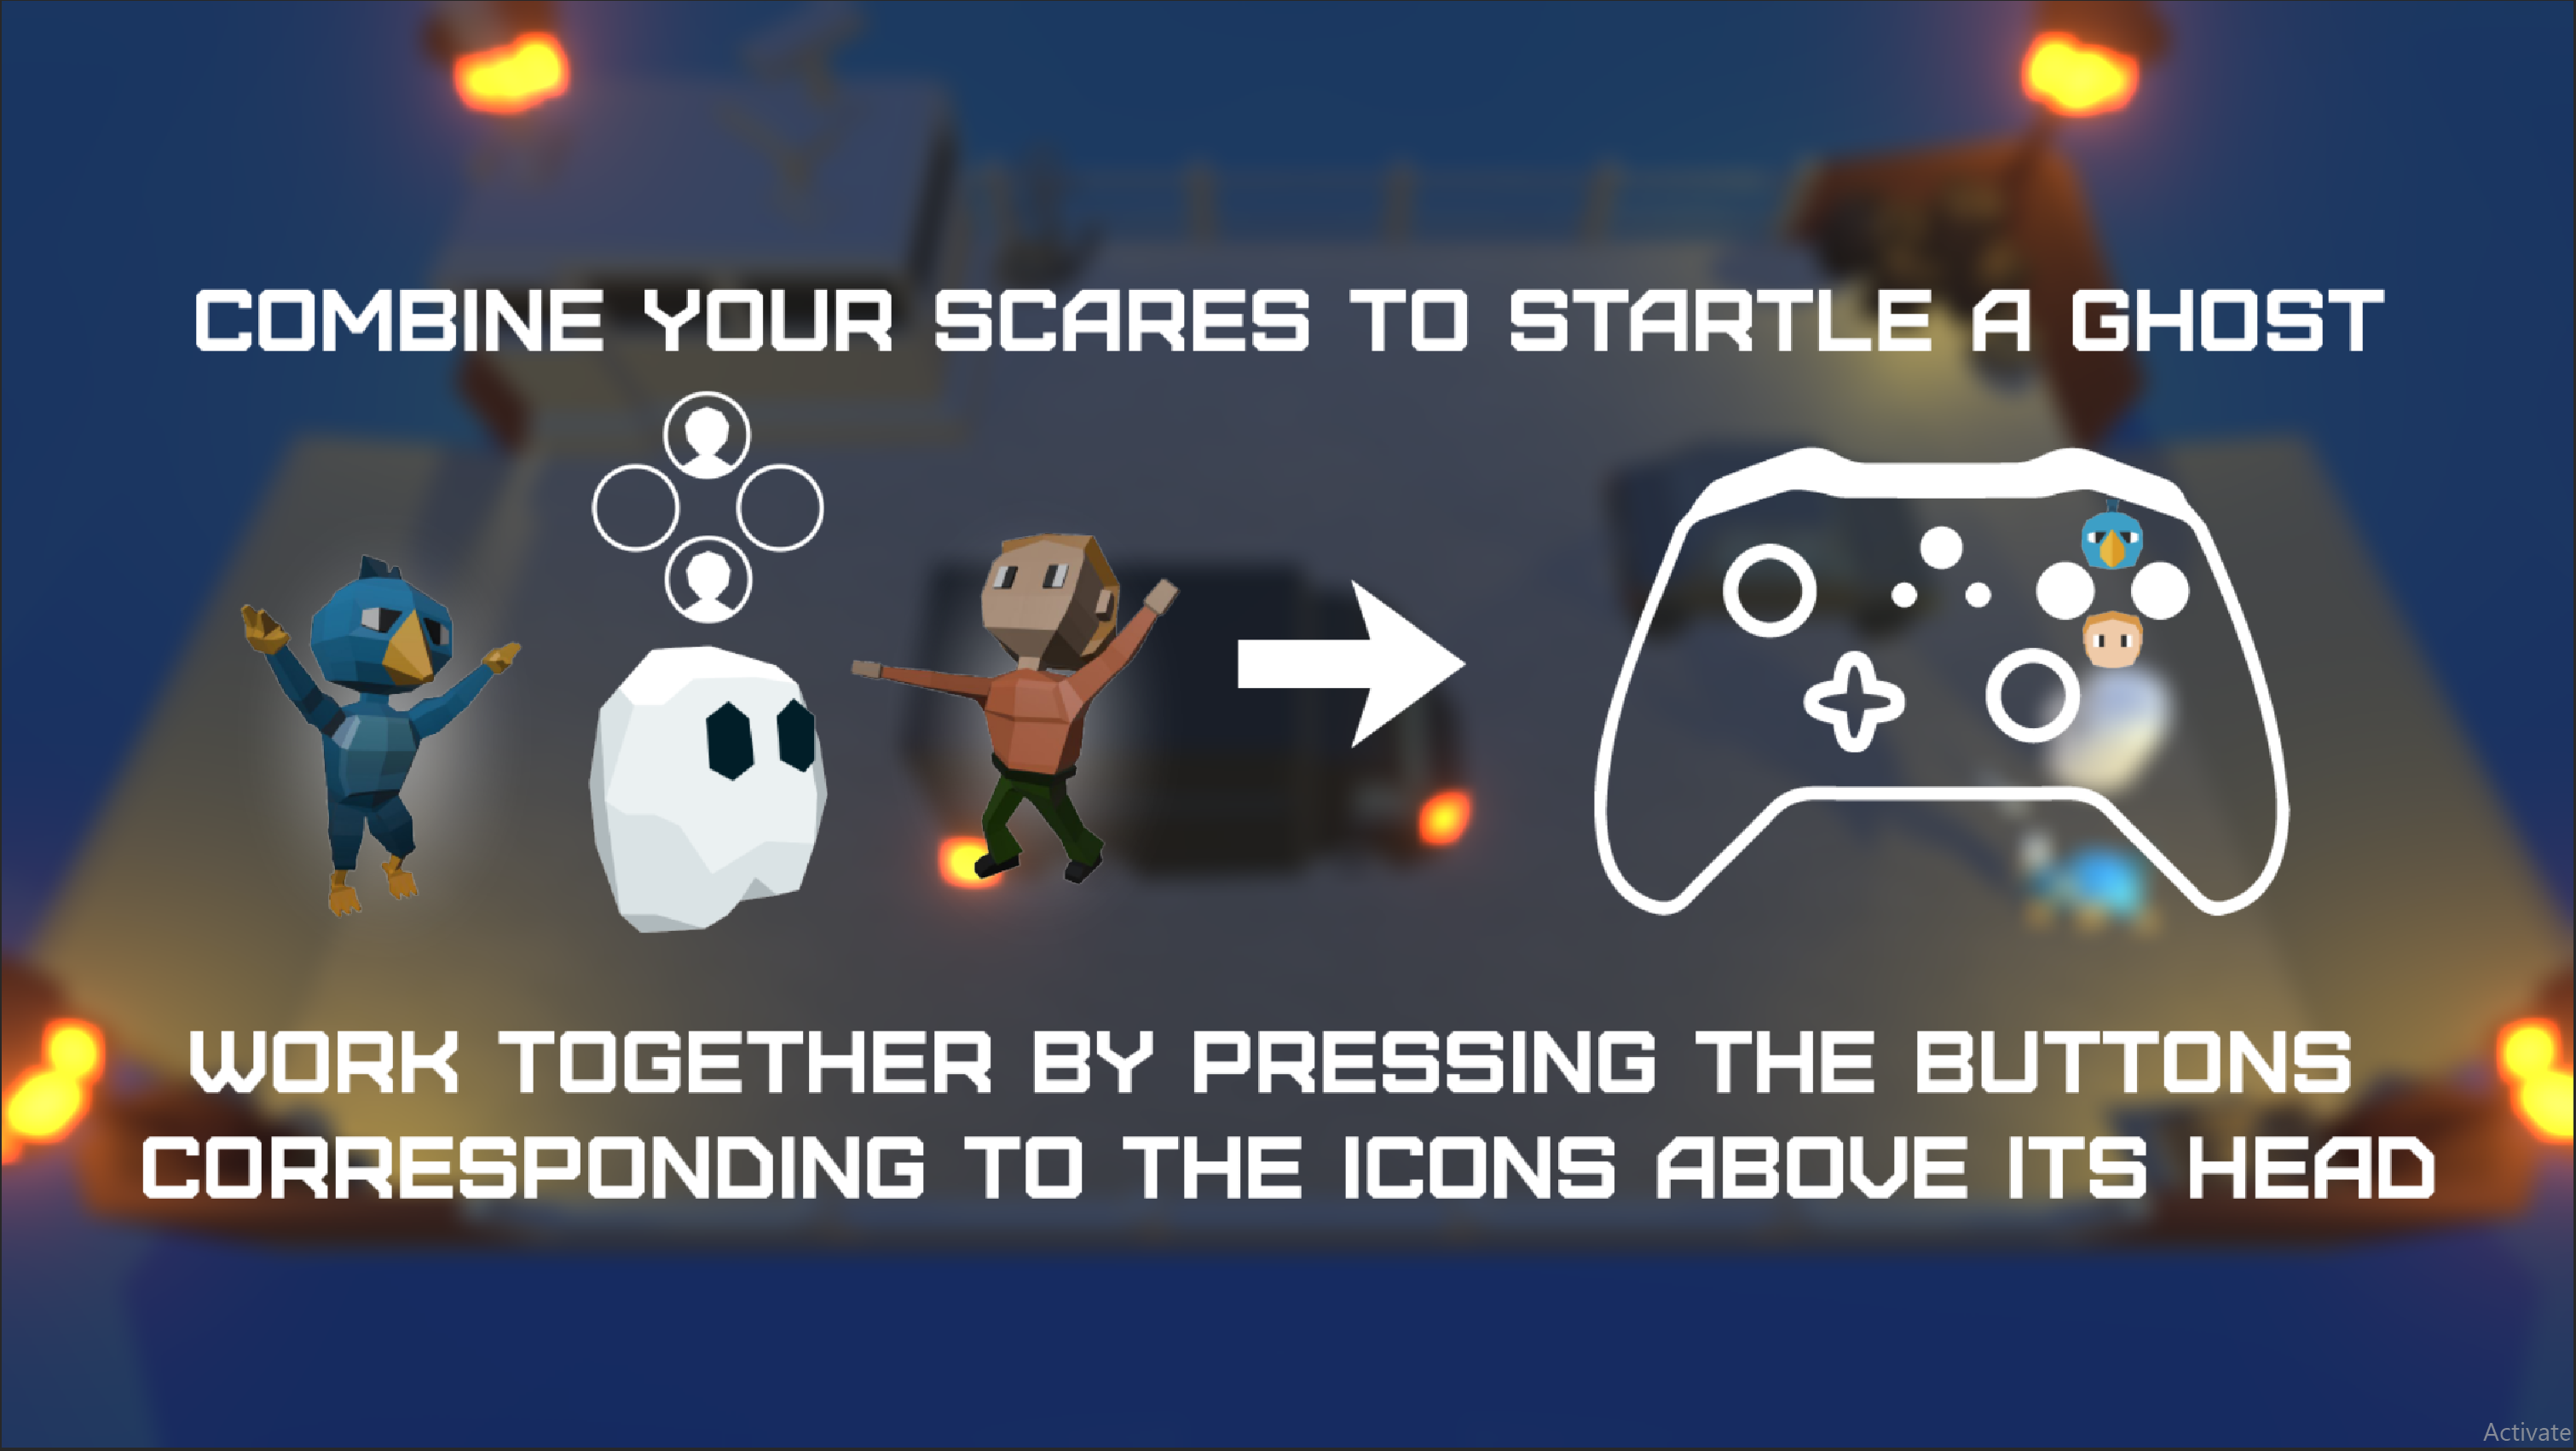 COMBINE YOUR SCARES TO STARTLE A GHOST
WORK TOGETHER BY PRESSING THE BUTTONS
CORRESPONDING TO THE ICONS ABOVE ITS HEAD
Activate